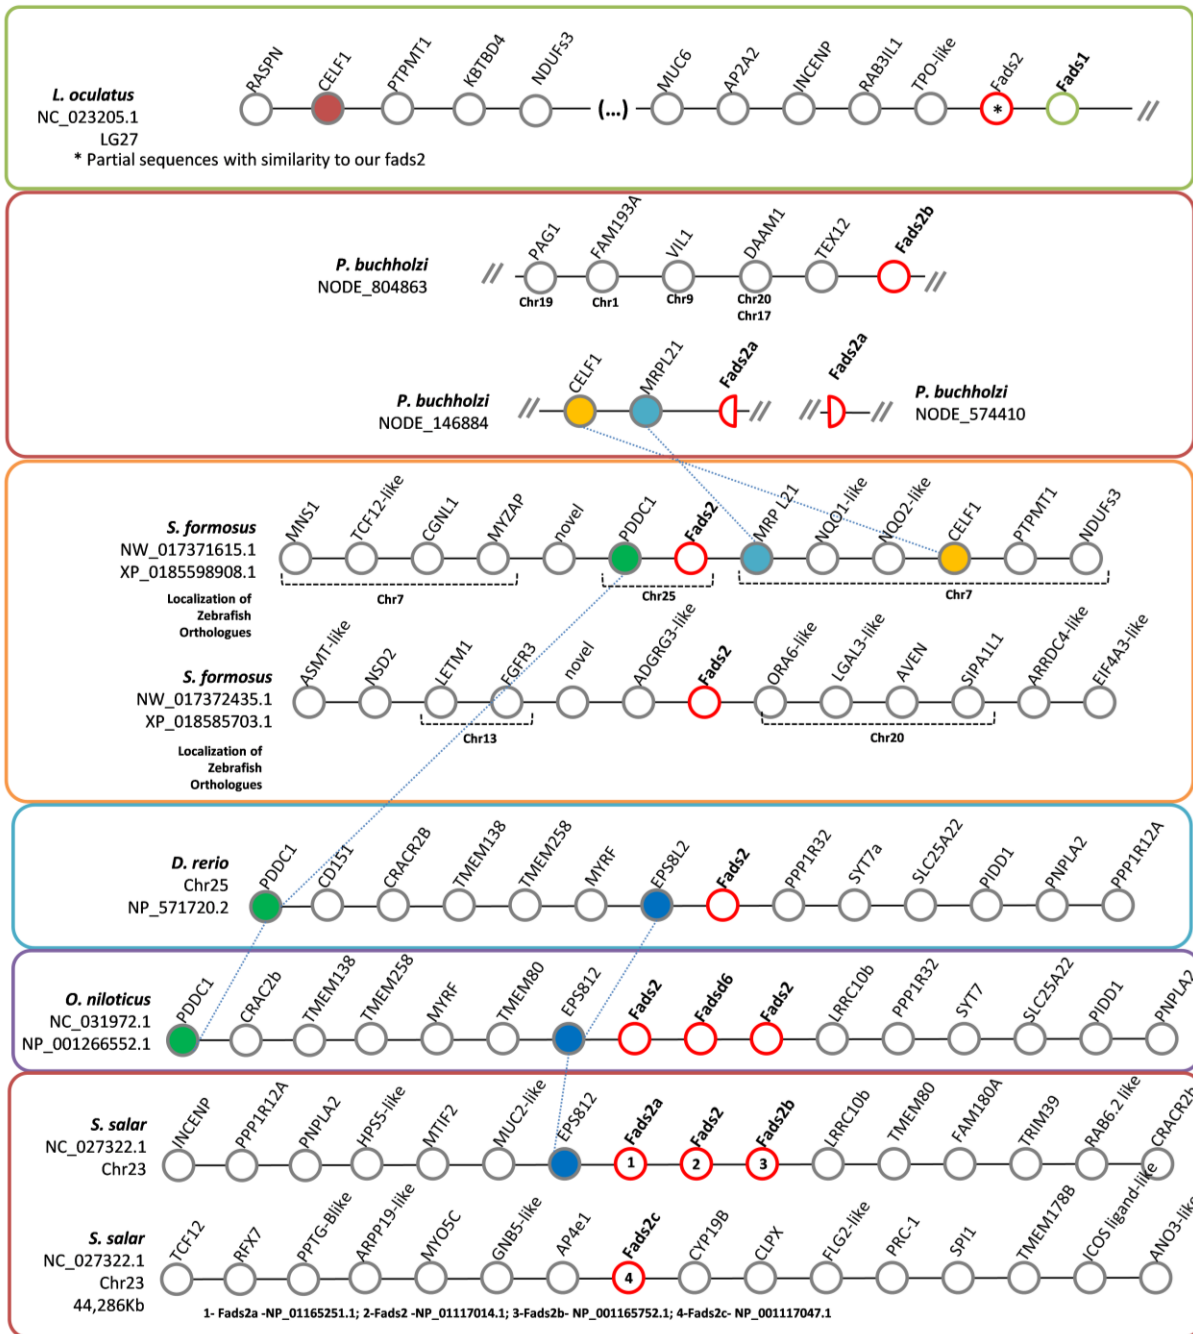 RASPN CELF1 PTPMT1 KBTBD4 NDUFs3 MUC6 AP2A2 INCENP RAB3IL1 TPO-like Fads2 Fads1
L. oculatus
NC_023205.1
LG27
(...)
*
* Partial sequences with similarity to our fads2
PAG1 FAM193A VIL1 DAAM1 TEX12 Fads2b
P. buchholzi
NODE_804863
Chr19 Chr1 Chr9 Chr20
Chr17
CELF1 MRPL21 Fads2a Fads2a
P. buchholzi
NODE_146884
P. buchholzi
NODE_574410
MNS1 TCF12-like CGNL1 MYZAP novel PDDC1 Fads2 MRP L21 NQO1-like NQO2-like CELF1 PTPMT1 NDUFs3
S. formosus
NW_017371615.1
XP_0185598908.1
Localization of
Zebrafish
Orthologues
Chr7 Chr25 Chr7
ASMT-like NSD2 LETM1 FGFR3 novel ADGRG3-like Fads2 ORA6-like LGAL3-like AVEN SIPA1L1 ARRDC4-like EIF4A3-like
S. formosus
NW_017372435.1
XP_018585703.1
Localization of
Zebrafish
Orthologues
Chr13 Chr20
PDDC1 CD151 CRACR2B TMEM138 TMEM258 MYRF EPS8L2 Fads2 PPP1R32 SYT7a SLC25A22 PIDD1 PNPLA2 PPP1R12A
D. rerio
Chr25
NP_571720.2
PDDC1 CRAC2b TMEM138 TMEM258 MYRF TMEM80 EPS812 Fads2 Fadsd6 Fads2 LRRC10b PPP1R32 SYT7 SLC25A22 PIDD1 PNPLA2
O. niloticus
NC_031972.1
NP_001266552.1
INCENP PPP1R12A PNPLA2 HPS5-like MTIF2 MUC2-like EPS812 Fads2a Fads2 Fads2b LRRC10b TMEM80 FAM180A TRIM39 RAB6.2 like CRACR2b
S. salar
NC_027322.1
Chr23
1 2 3
TCF12 RFX7 PPTG-Blike ARPP19-like MYO5C GNB5-like AP4e1 Fads2c CYP19B CLPX FLG2-like PRC-1 SPI1 TMEM178B ICOS ligand-like ANO3-like
S. salar
NC_027322.1
Chr23
44,286Kb
4
1- Fads2a -NP_01165251.1; 2-Fads2 -NP_01117014.1; 3-Fads2b- NP_001165752.1; 4-Fads2c- NP_001117047.1